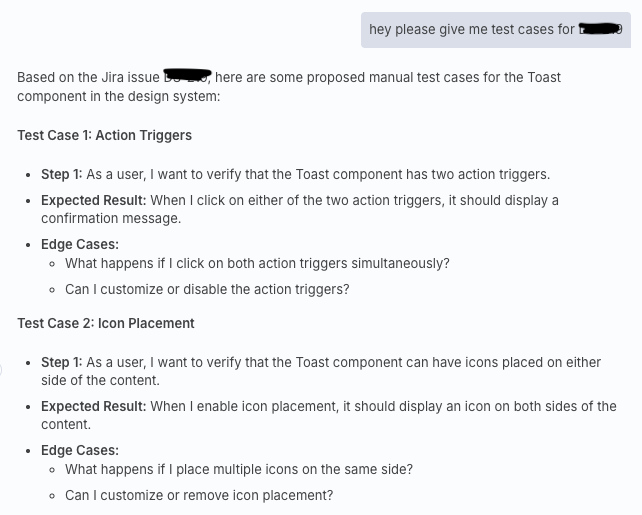 hey please give me test cases for
Based on the Jira issue , here are some proposed manual test cases for the Toast
component in the design system:
Test Case 1: Action Triggers
• Step 1: As a user, I want to verify that the Toast component has two action triggers.
• Expected Result: When I click on either of the two action triggers, it should display a
confirmation message.
• Edge Cases:
◦ What happens if I click on both action triggers simultaneously?
◦ Can I customize or disable the action triggers?
Test Case 2: Icon Placement
• Step 1: As a user, I want to verify that the Toast component can have icons placed on either
side of the content.
• Expected Result: When I enable icon placement, it should display an icon on both sides of the
content.
• Edge Cases:
◦ What happens if I place multiple icons on the same side?
◦ Can I customize or remove icon placement?